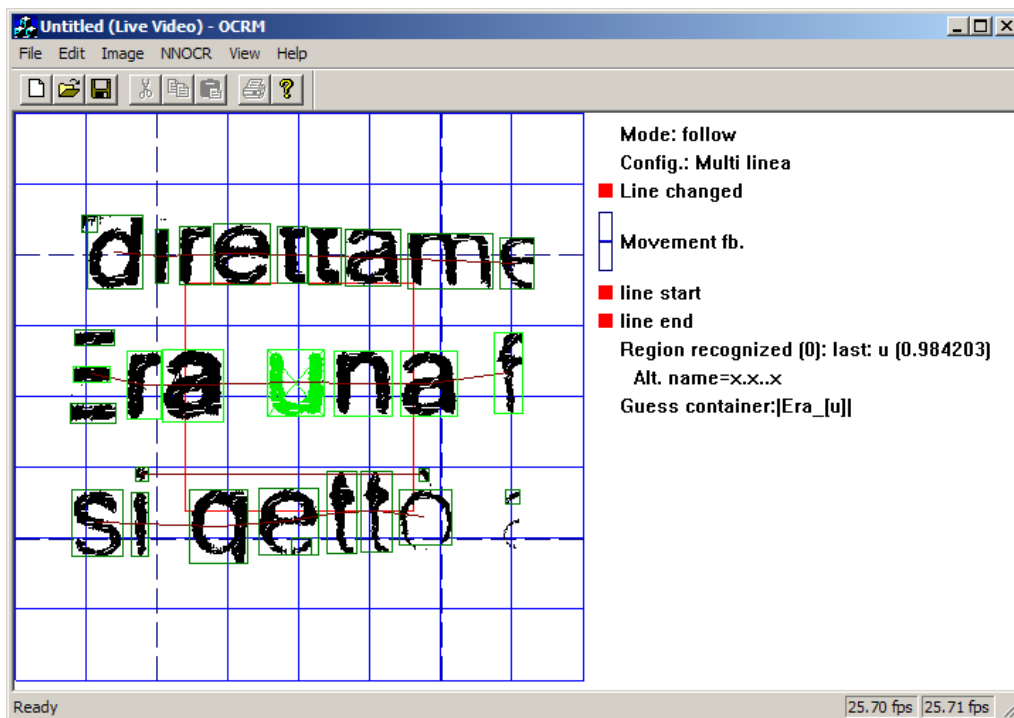 Untitled (Live Video) - OCRM
File Edit Image NNOCR View Help
Mode: follow
Config.: Multi linea
Line changed
Movement fb.
line start
line end
Region recognized (0): last: u (0.984203)
Alt. name=x.x..x
Guess container:|Era_[u]|
direttame
Era una f
si getto
Ready 25.70 fps 25.71 fps